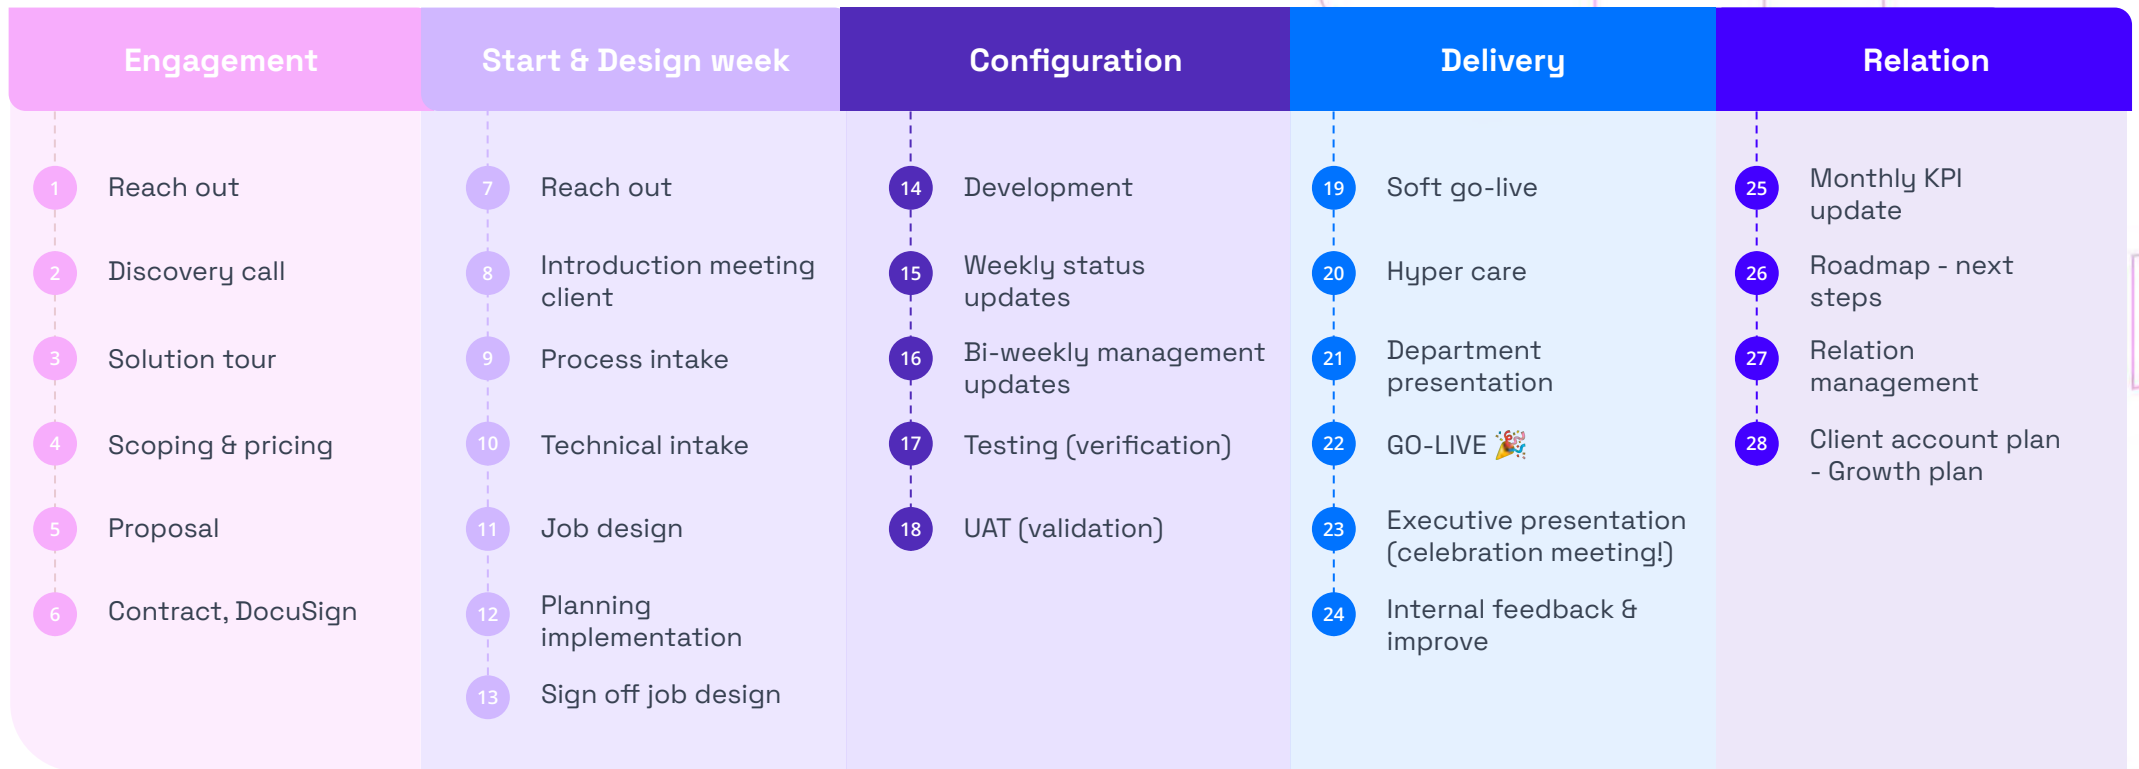 Engagement
1 Reach out
2 Discovery call
3 Solution tour
4 Scoping & pricing
5 Proposal
6 Contract, DocuSign
Start & Design week
7 Reach out
8 Introduction meeting
client
9 Process intake
10 Technical intake
11 Job design
12 Planning
implementation
13 Sign off job design
Configuration
14 Development
15 Weekly status
updates
16 Bi-weekly management
updates
17 Testing (verification)
18 UAT (validation)
Delivery
19 Soft go-live
20 Hyper care
21 Department
presentation
22 GO-LIVE 🎉
23 Executive presentation
(celebration meeting!)
24 Internal feedback &
improve
Relation
25 Monthly KPI
update
26 Roadmap - next
steps
27 Relation
management
28 Client account plan
- Growth plan